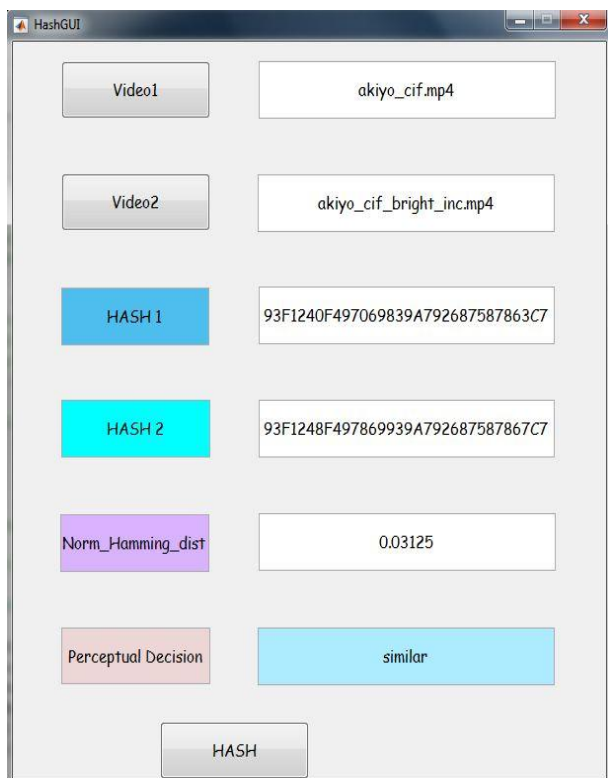 HashGUI
Video1 akiyo_cif.mp4
Video2 akiyo_cif_bright_inc.mp4
HASH 1 93F1240F497069839A792687587863C7
HASH 2 93F1248F497869939A792687587867C7
Norm_Hamming_dist 0.03125
Perceptual Decision similar
HASH